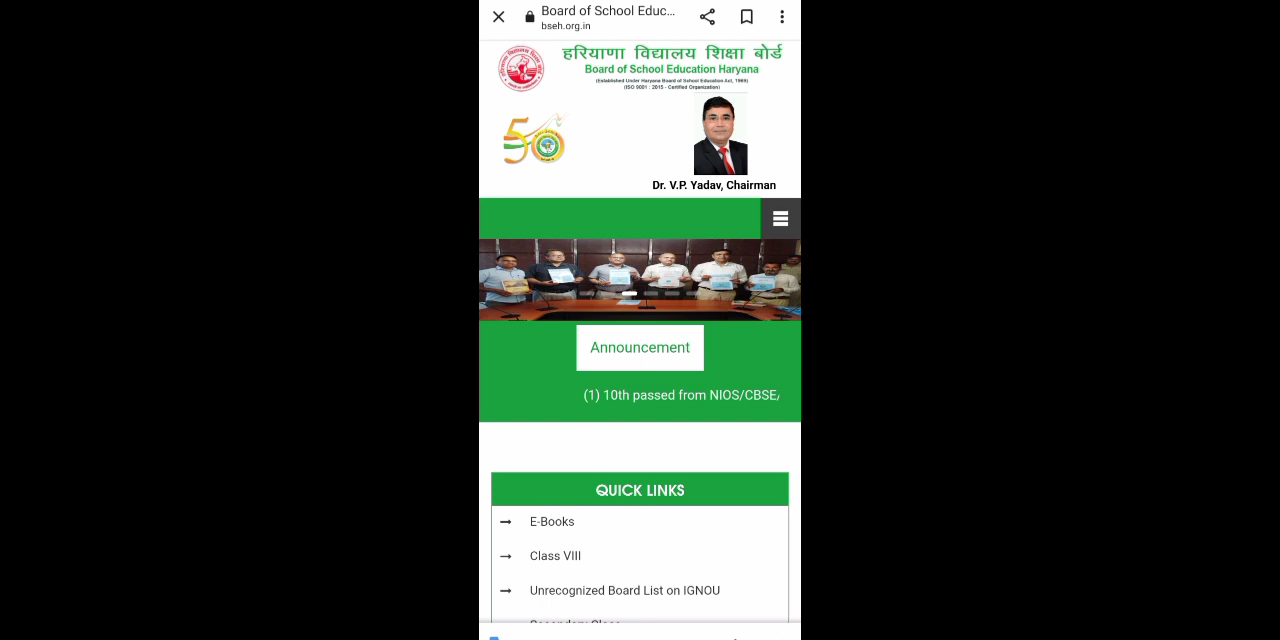 Board of School Educ...
bseh.org.in
हरियाणा विद्यालय शिक्षा बोर्ड
Board of School Education Haryana
(Established Under Haryana Board of School Education Act, 1969)
(ISO 9001 : 2015 - Certified Organization)
50
Dr. V.P. Yadav, Chairman
Announcement
(1) 10th passed from NIOS/CBSE/
QUICK LINKS
E-Books
Class VIII
Unrecognized Board List on IGNOU